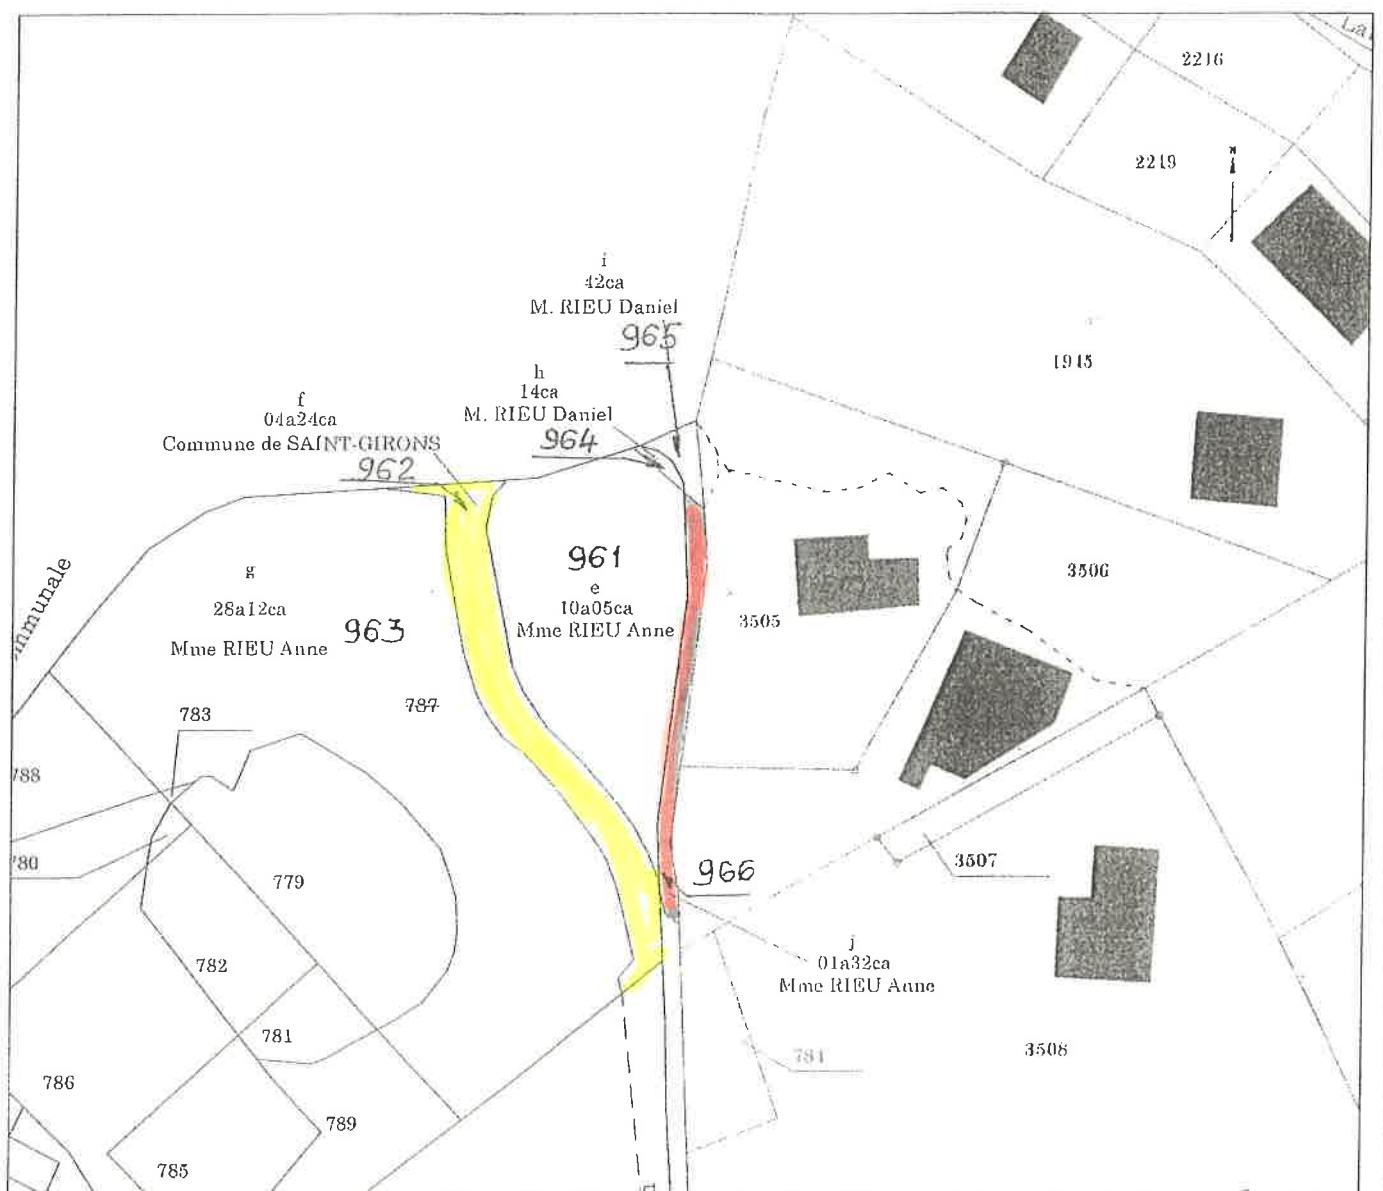 2216
2219
N
i
42ca
M. RIEU Daniel
965
1945
h
14ca
M. RIEU Daniel
964
f
04a24ca
Commune de SAINT-GIRONS
962
961
e
10a05ca
Mme RIEU Anne
g
28a12ca
Mme RIEU Anne
963
3506
3505
787
783
788
780
779
966
3507
782
j
01a32ca
Mme RIEU Anne
781
784
3508
786
789
785